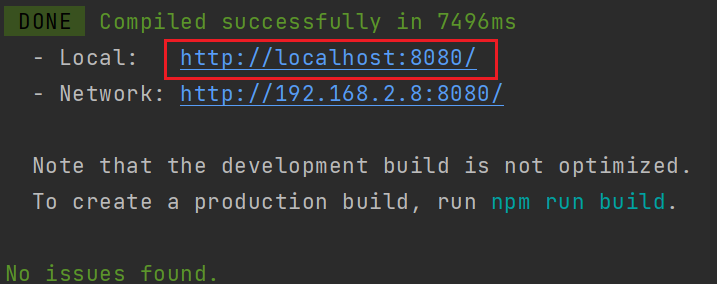 DONE Compiled successfully in 7496ms
- Local: http://localhost:8080/
- Network: http://192.168.2.8:8080/
Note that the development build is not optimized.
To create a production build, run npm run build.
No issues found.